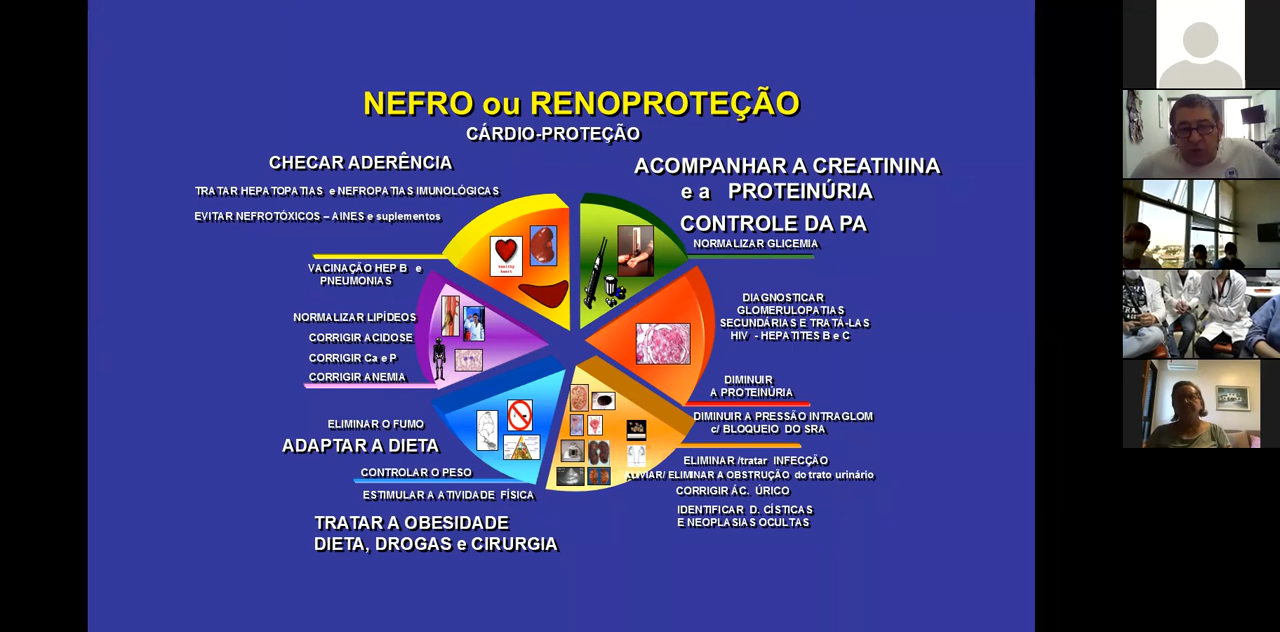 NEFRO ou RENOPROTEÇÃO
CÁRDIO-PROTEÇÃO
CHECAR ADERÊNCIA
TRATAR HEPATOPATIAS e NEFROPATIAS IMUNOLÓGICAS
EVITAR NEFROTÓXICOS – AINES e suplementos
VACINAÇÃO HEP B e
PNEUMONIAS
NORMALIZAR LIPÍDEOS
CORRIGIR ACIDOSE
CORRIGIR Ca e P
CORRIGIR ANEMIA
ELIMINAR O FUMO
ADAPTAR A DIETA
CONTROLAR O PESO
ESTIMULAR A ATIVIDADE FÍSICA
TRATAR A OBESIDADE
DIETA, DROGAS e CIRURGIA
ACOMPANHAR A CREATININA
e a PROTEINÚRIA
CONTROLE DA PA
NORMALIZAR GLICEMIA
DIAGNOSTICAR
GLOMERULOPATIAS
SECUNDÁRIAS E TRATÁ-LAS
HIV - HEPATITES B e C
DIMINUIR
A PROTEINÚRIA
DIMINUIR A PRESSÃO INTRAGLOM
c/ BLOQUEIO DO SRA
ELIMINAR /tratar INFECÇÃO
ALIVIAR/ ELIMINAR A OBSTRUÇÃO do trato urinário
CORRIGIR ÁC. ÚRICO
IDENTIFICAR D. CÍSTICAS
E NEOPLASIAS OCULTAS